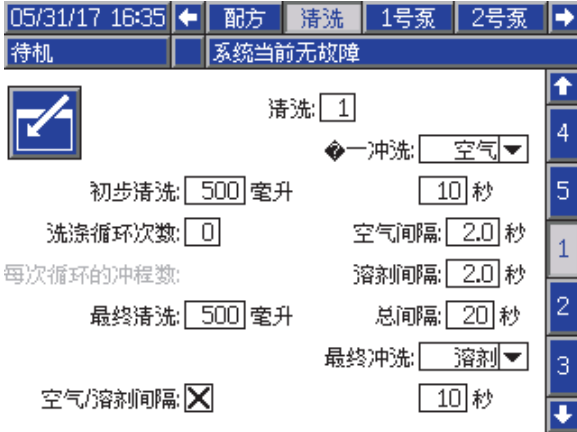 05/31/17 16:35 配方 清洗 1号泵 2号泵
待机 系统当前无故障
清洗: 1
�一冲洗: 空气
初步清洗: 500 毫升 10 秒
洗涤循环次数: 0 空气间隔: 2.0 秒
每次循环的冲程数: 溶剂间隔: 2.0 秒
最终清洗: 500 毫升 总间隔: 20 秒
最终冲洗: 溶剂
空气/溶剂间隔: 10 秒
4
5
1
2
3